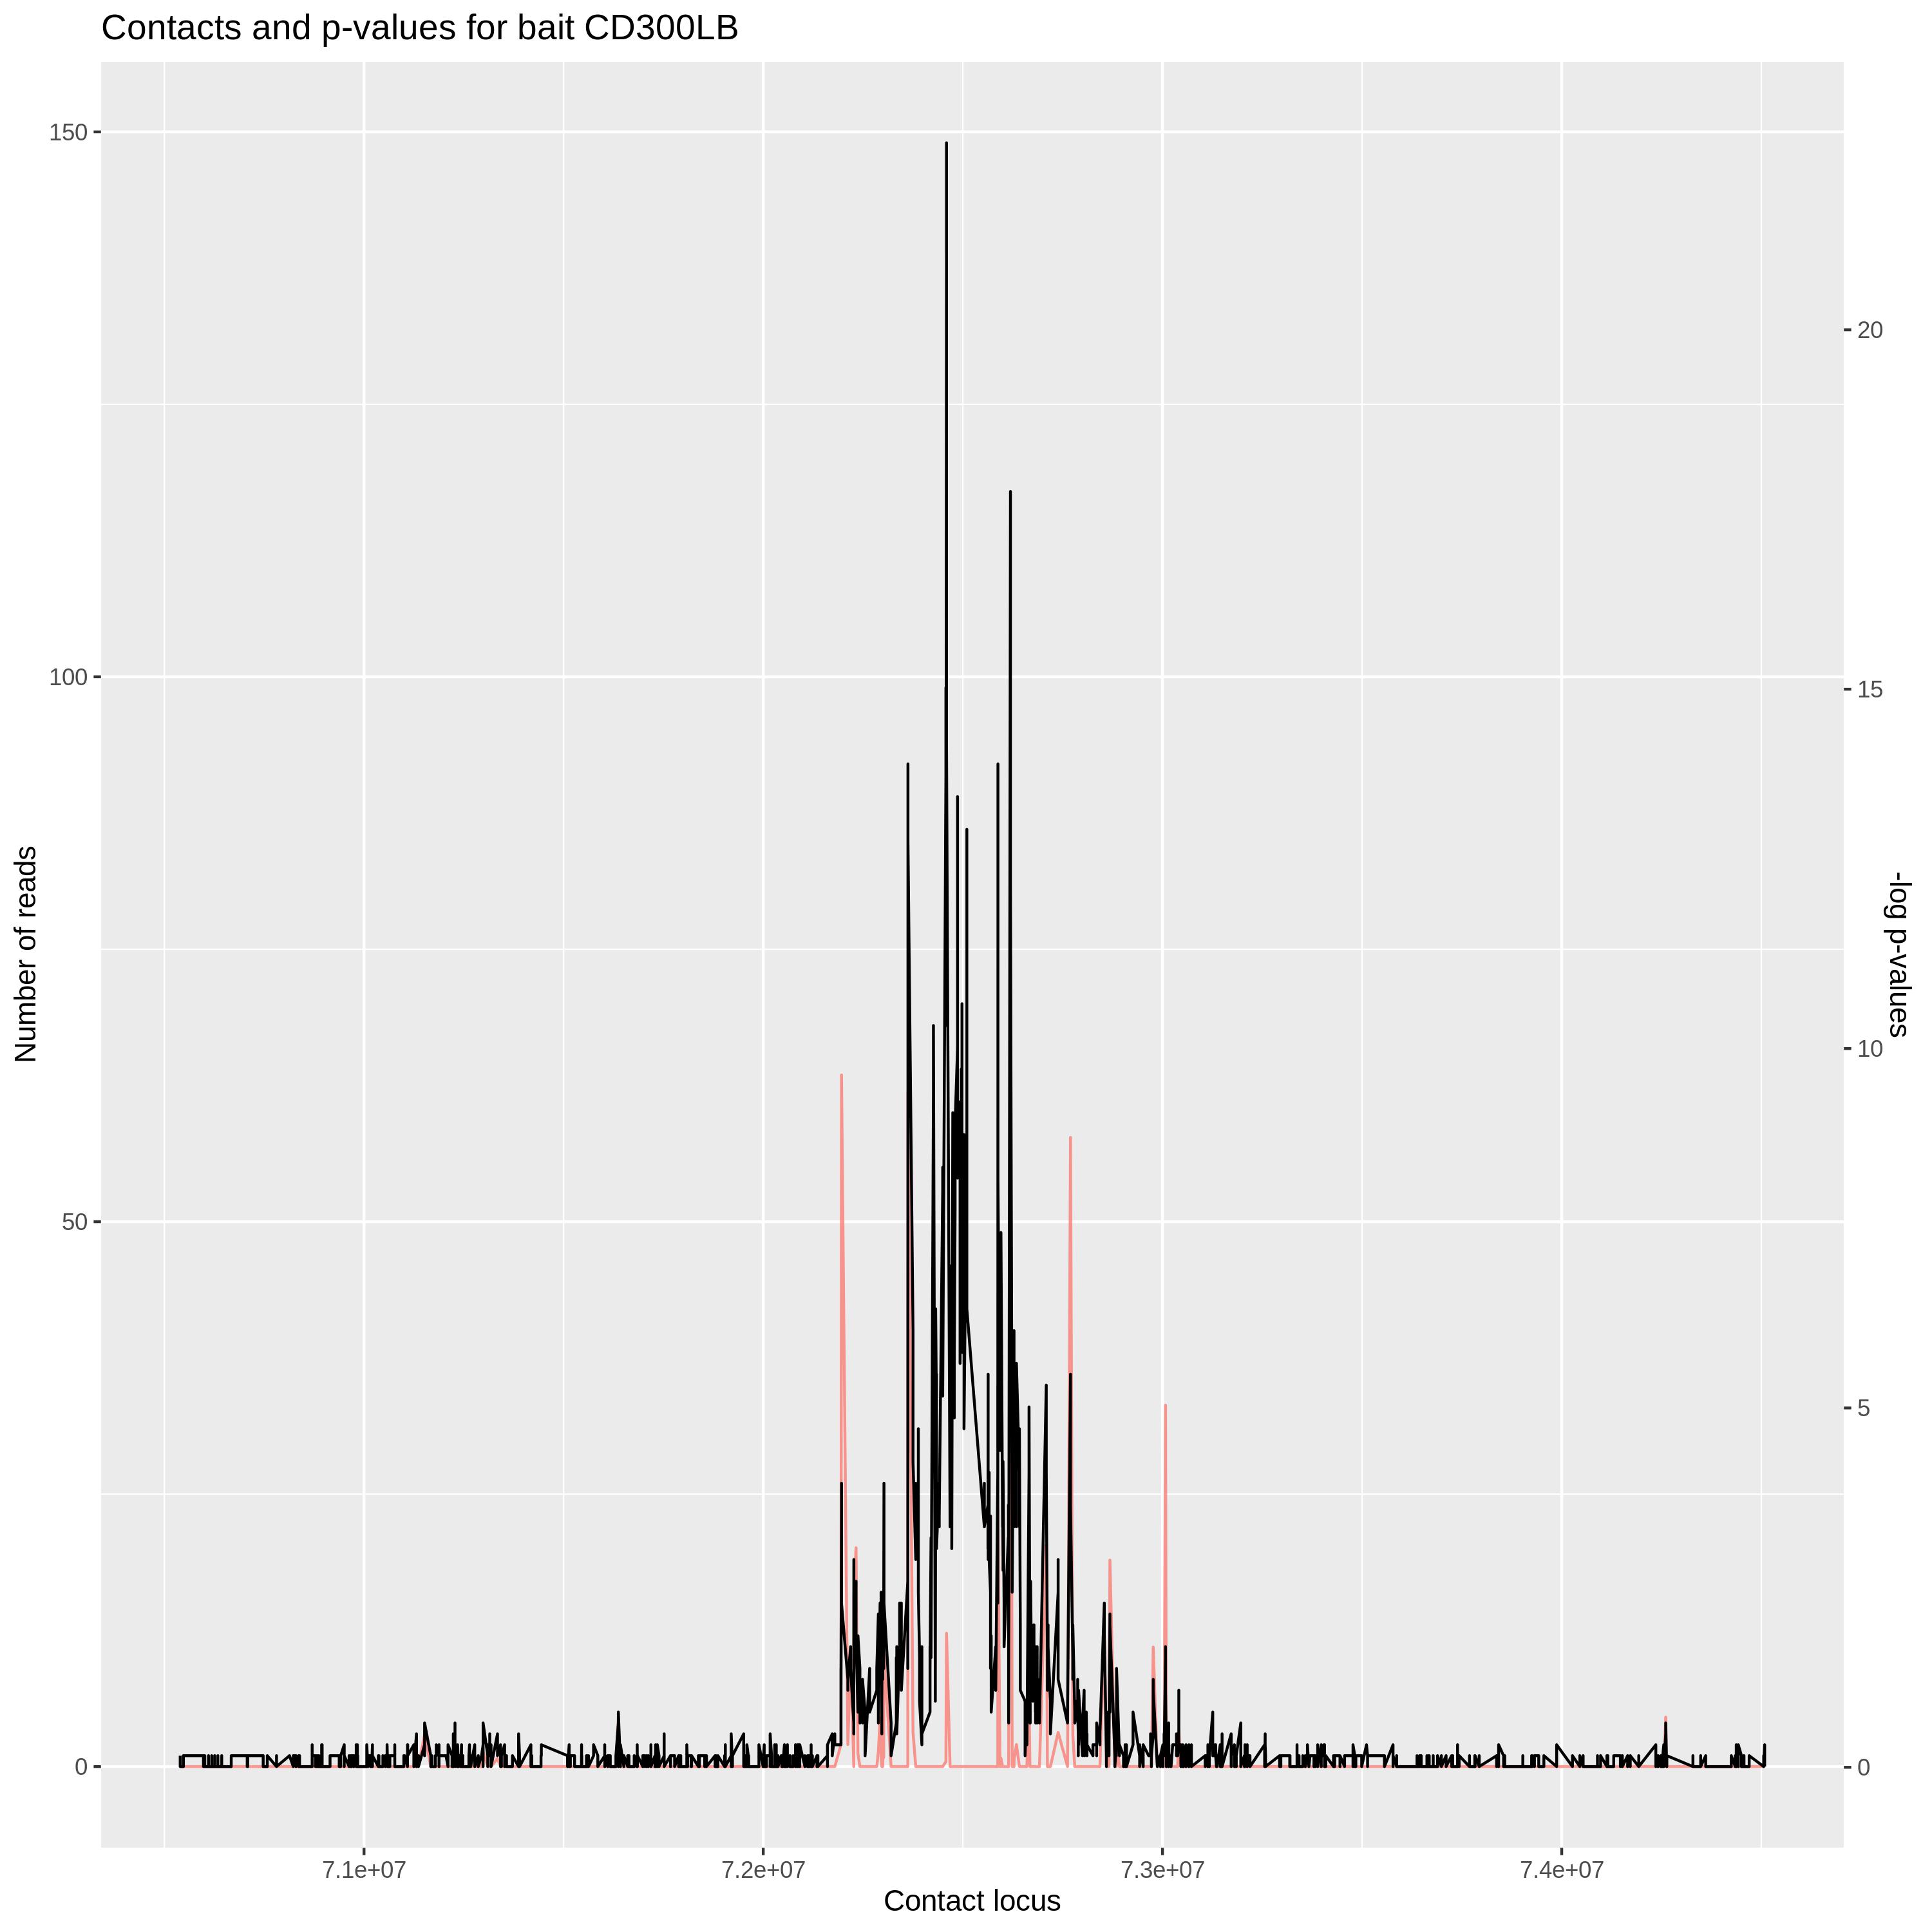 Contacts and p-values for bait CD300LB
150
100
50
0
Number of reads
20
15
10
5
0
-log p-values
7.1e+07
7.2e+07
7.3e+07
7.4e+07
Contact locus